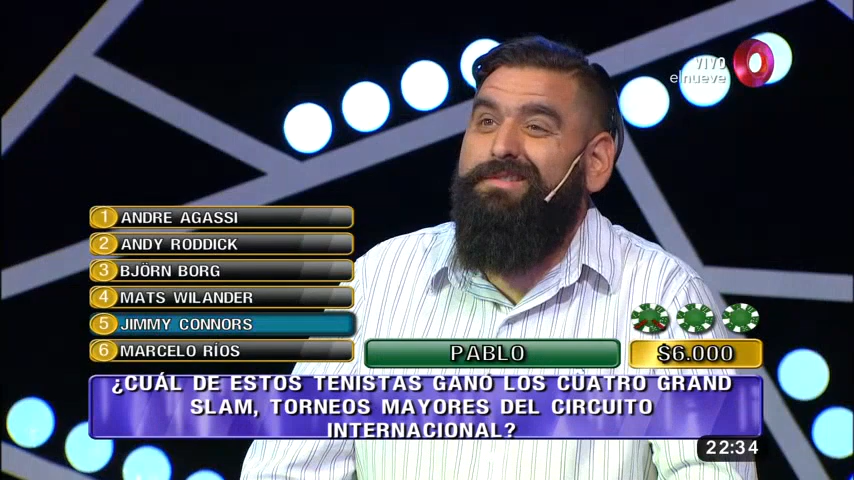 VIVO
elnueve
1 ANDRE AGASSI
2 ANDY RODDICK
3 BJÖRN BORG
4 MATS WILANDER
5 JIMMY CONNORS
6 MARCELO RÍOS
PABLO
$6.000
¿CUÁL DE ESTOS TENISTAS GANÓ LOS CUATRO GRAND
SLAM, TORNEOS MAYORES DEL CIRCUITO
INTERNACIONAL?
22:34